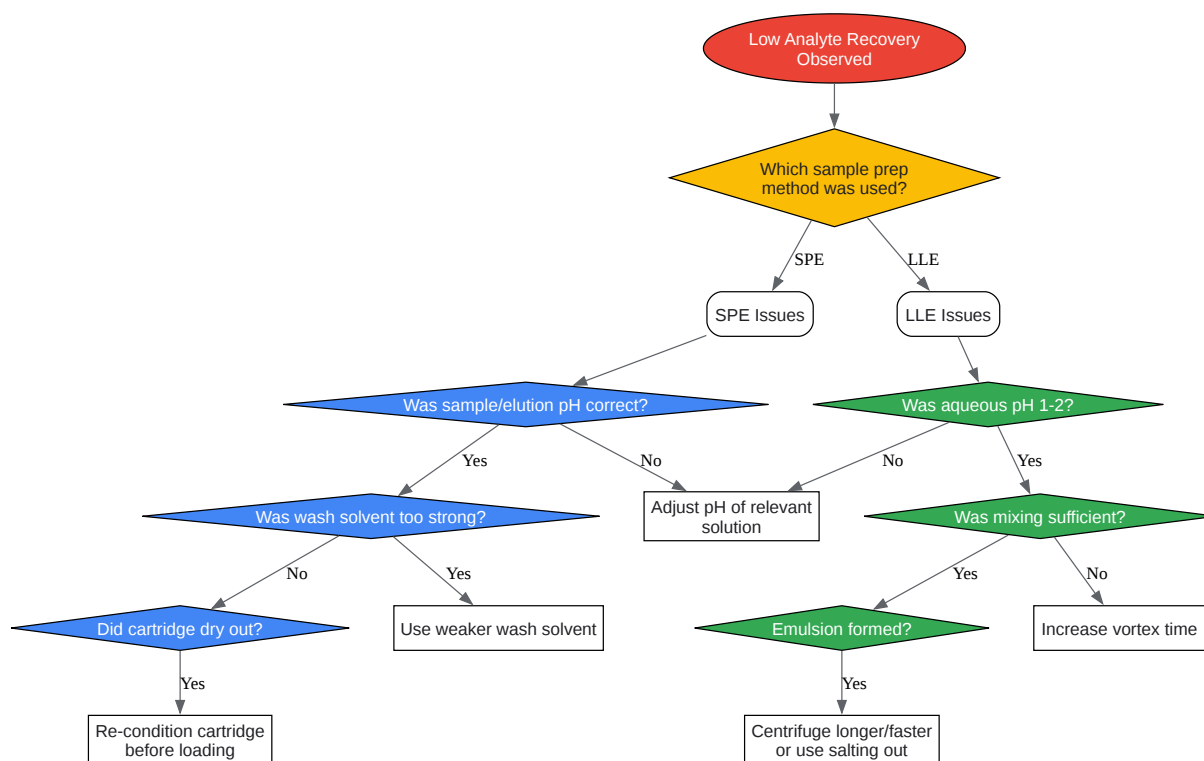 Low Analyte Recovery
Observed
Which sample prep
method was used?
SPE
LLE
SPE Issues
LLE Issues
Was sample/elution pH correct?
Was aqueous pH 1-2?
Yes
No
No
Yes
Was wash solvent too strong?
Adjust pH of relevant
solution
Was mixing sufficient?
No
Yes
Yes
No
Did cartridge dry out?
Use weaker wash solvent
Emulsion formed?
Increase vortex time
Yes
Yes
Re-condition cartridge
before loading
Centrifuge longer/faster
or use salting out